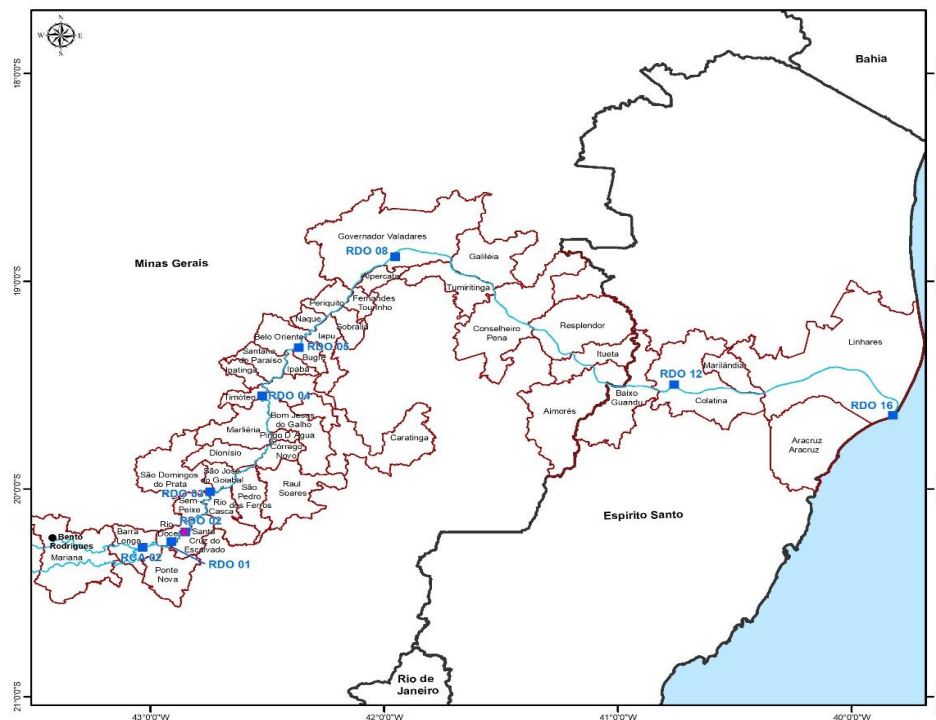 N
W
E
S
Bahia
18°0'0"S
Governador Valadares
RDO 08
Galiléia
Minas Gerais
Alpercata
19°0'0"S
Tumiritinga
Fernandes
Tourinho
Periquito
Naque
Sobrália
Resplendor
Conselheiro
Pena
Belo Oriente
Iapu
Linhares
RDO 05
Santana
do Paraíso
Bugre
Itueta
Marilândia
Ipatinga
Ipaba
RDO 12
Timóteo
RDO 04
Baixo
Guandu
Colatina
RDO 16
Aimorés
Bom Jesus
do Galho
Marliéria
Pingo D'Água
Caratinga
Córrego
Novo
Aracruz
Aracruz
Dionísio
São José
do Goiabal
São Domingos
do Prata
Raul
Soares
20°0'0"S
RDO 03
São
Pedro
dos Ferros
Sem
Peixe
Rio
Casca
Espírito Santo
RDO 02
Rio
Doce
Santa
Cruz do
Escalvado
Barra
Longa
Bento
Rodrigues
Mariana
RCA 02
RDO 01
Ponte
Nova
Rio de
Janeiro
21°0'0"S
43°0'0"W
42°0'0"W
41°0'0"W
40°0'0"W